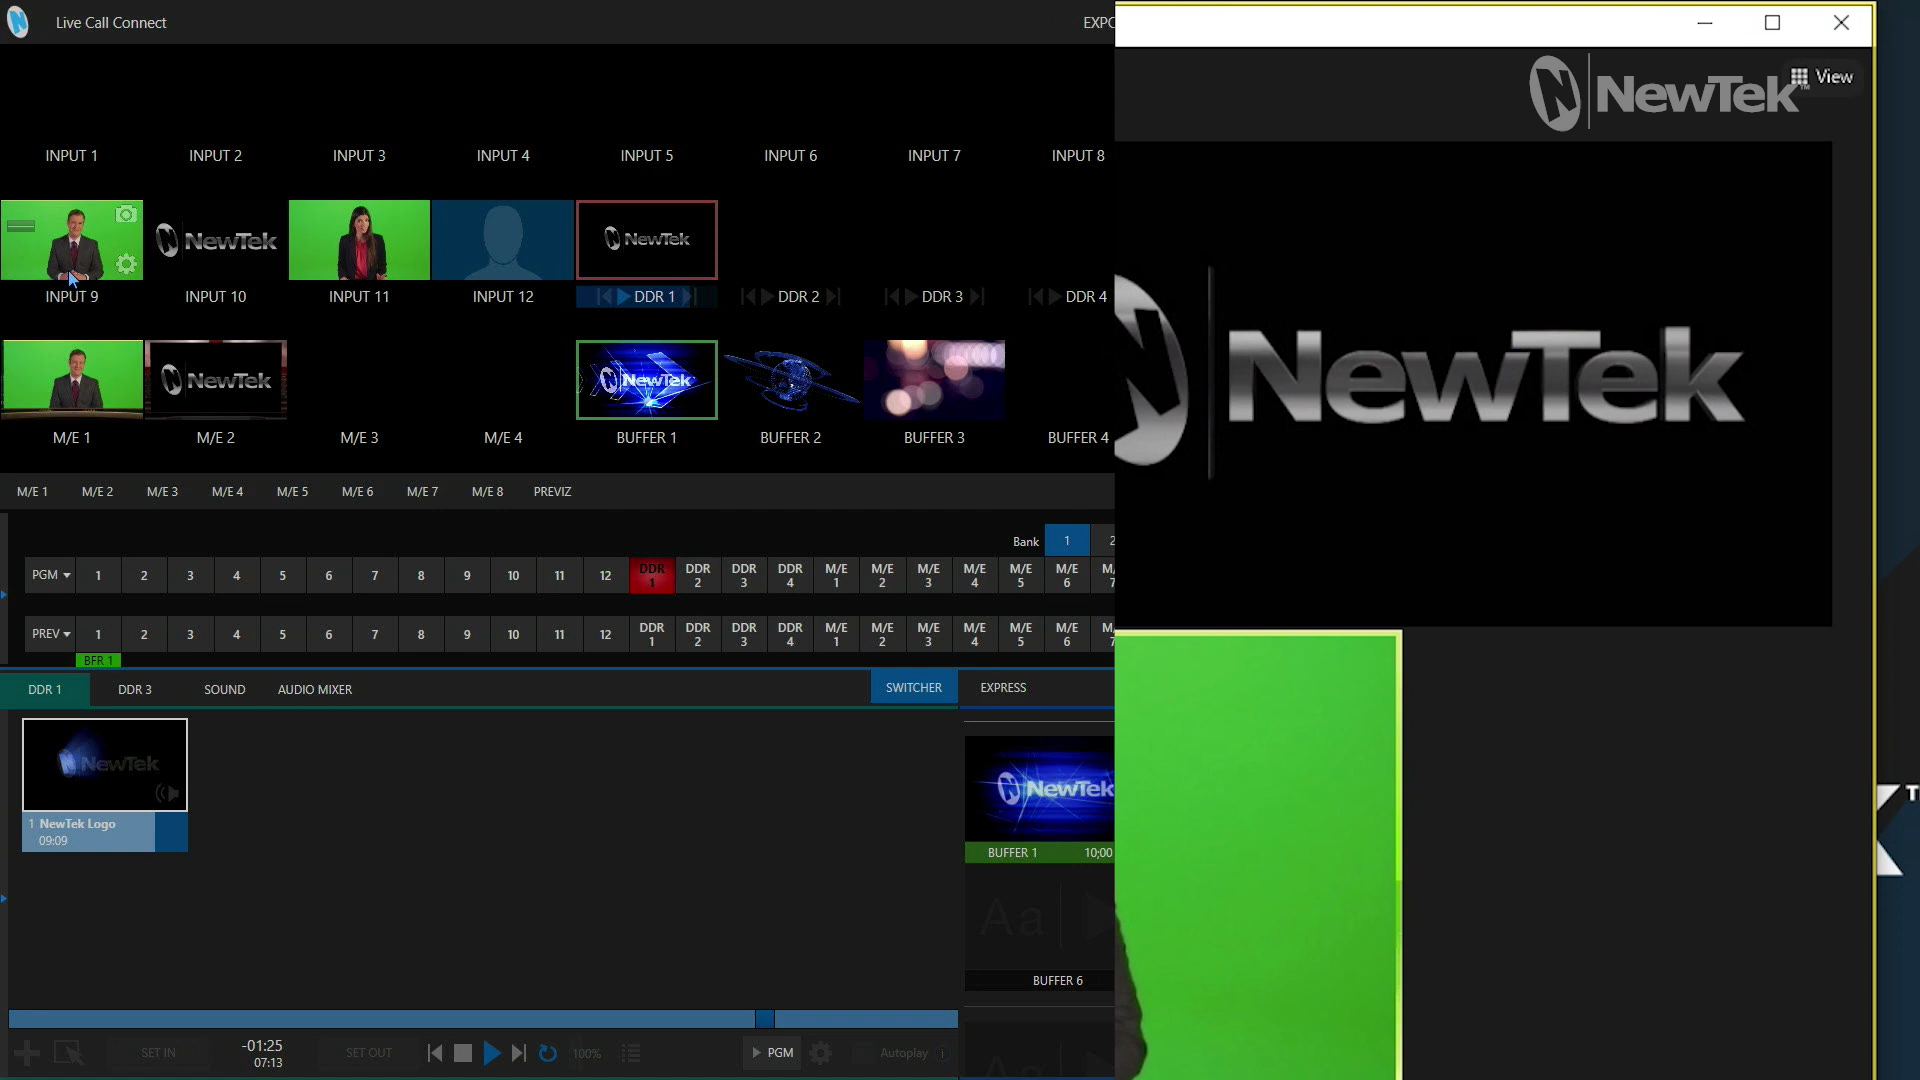 Live Call Connect
EXPO
View
NewTek
INPUT 1 INPUT 2 INPUT 3 INPUT 4 INPUT 5 INPUT 6 INPUT 7 INPUT 8
NewTek
NewTek
INPUT 9 INPUT 10 INPUT 11 INPUT 12 DDR 1 DDR 2 DDR 3 DDR 4
NewTek
NewTek
NewTek
M/E 1 M/E 2 M/E 3 M/E 4 BUFFER 1 BUFFER 2 BUFFER 3 BUFFER 4
M/E 1 M/E 2 M/E 3 M/E 4 M/E 5 M/E 6 M/E 7 M/E 8 PREVIZ
Bank 1 2
PGM 1 2 3 4 5 6 7 8 9 10 11 12 DDR 1 DDR 2 DDR 3 DDR 4 M/E 1 M/E 2 M/E 3 M/E 4 M/E 5 M/E 6 M/ 7
PREV 1 2 3 4 5 6 7 8 9 10 11 12 DDR 1 DDR 2 DDR 3 DDR 4 M/E 1 M/E 2 M/E 3 M/E 4 M/E 5 M/E 6 M/ 7
BFR 1
DDR 1 DDR 3 SOUND AUDIO MIXER SWITCHER EXPRESS
NewTek
1 NewTek Logo
09:09
NewTek
BUFFER 1 10;00
Aa
BUFFER 6
SET IN -01:25 SET OUT 100% PGM Autoplay
07:13